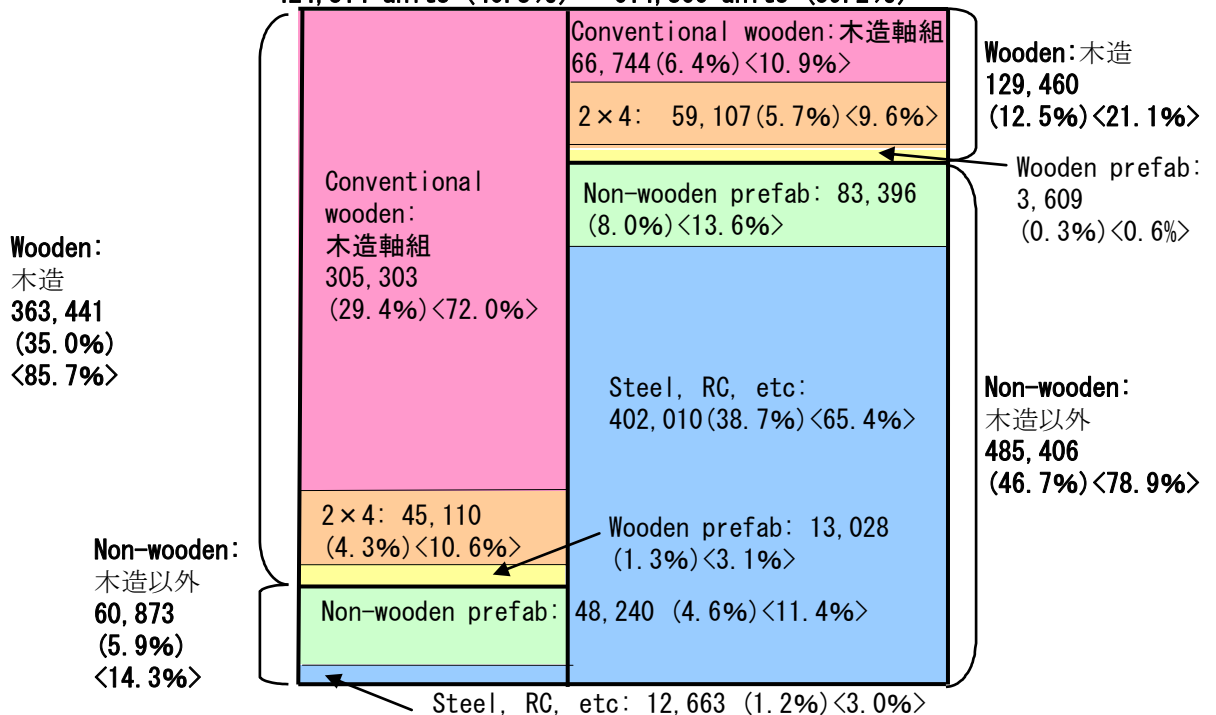 Conventional wooden:木造軸組
66,744(6.4%)<10.9%>
2×4: 59,107(5.7%)<9.6%>
Wooden:木造
129,460
(12.5%)<21.1%>
Wooden prefab:
3,609
(0.3%)<0.6%>
Non-wooden prefab: 83,396
(8.0%)<13.6%>
Conventional
wooden:
木造軸組
305,303
(29.4%)<72.0%>
Wooden:
木造
363,441
(35.0%)
<85.7%>
Steel, RC, etc:
402,010(38.7%)<65.4%>
Non-wooden:
木造以外
485,406
(46.7%)<78.9%>
2×4: 45,110
(4.3%)<10.6%>
Wooden prefab: 13,028
(1.3%)<3.1%>
Non-wooden:
木造以外
60,873
(5.9%)
<14.3%>
Non-wooden prefab: 48,240 (4.6%)<11.4%>
Steel, RC, etc: 12,663 (1.2%)<3.0%>